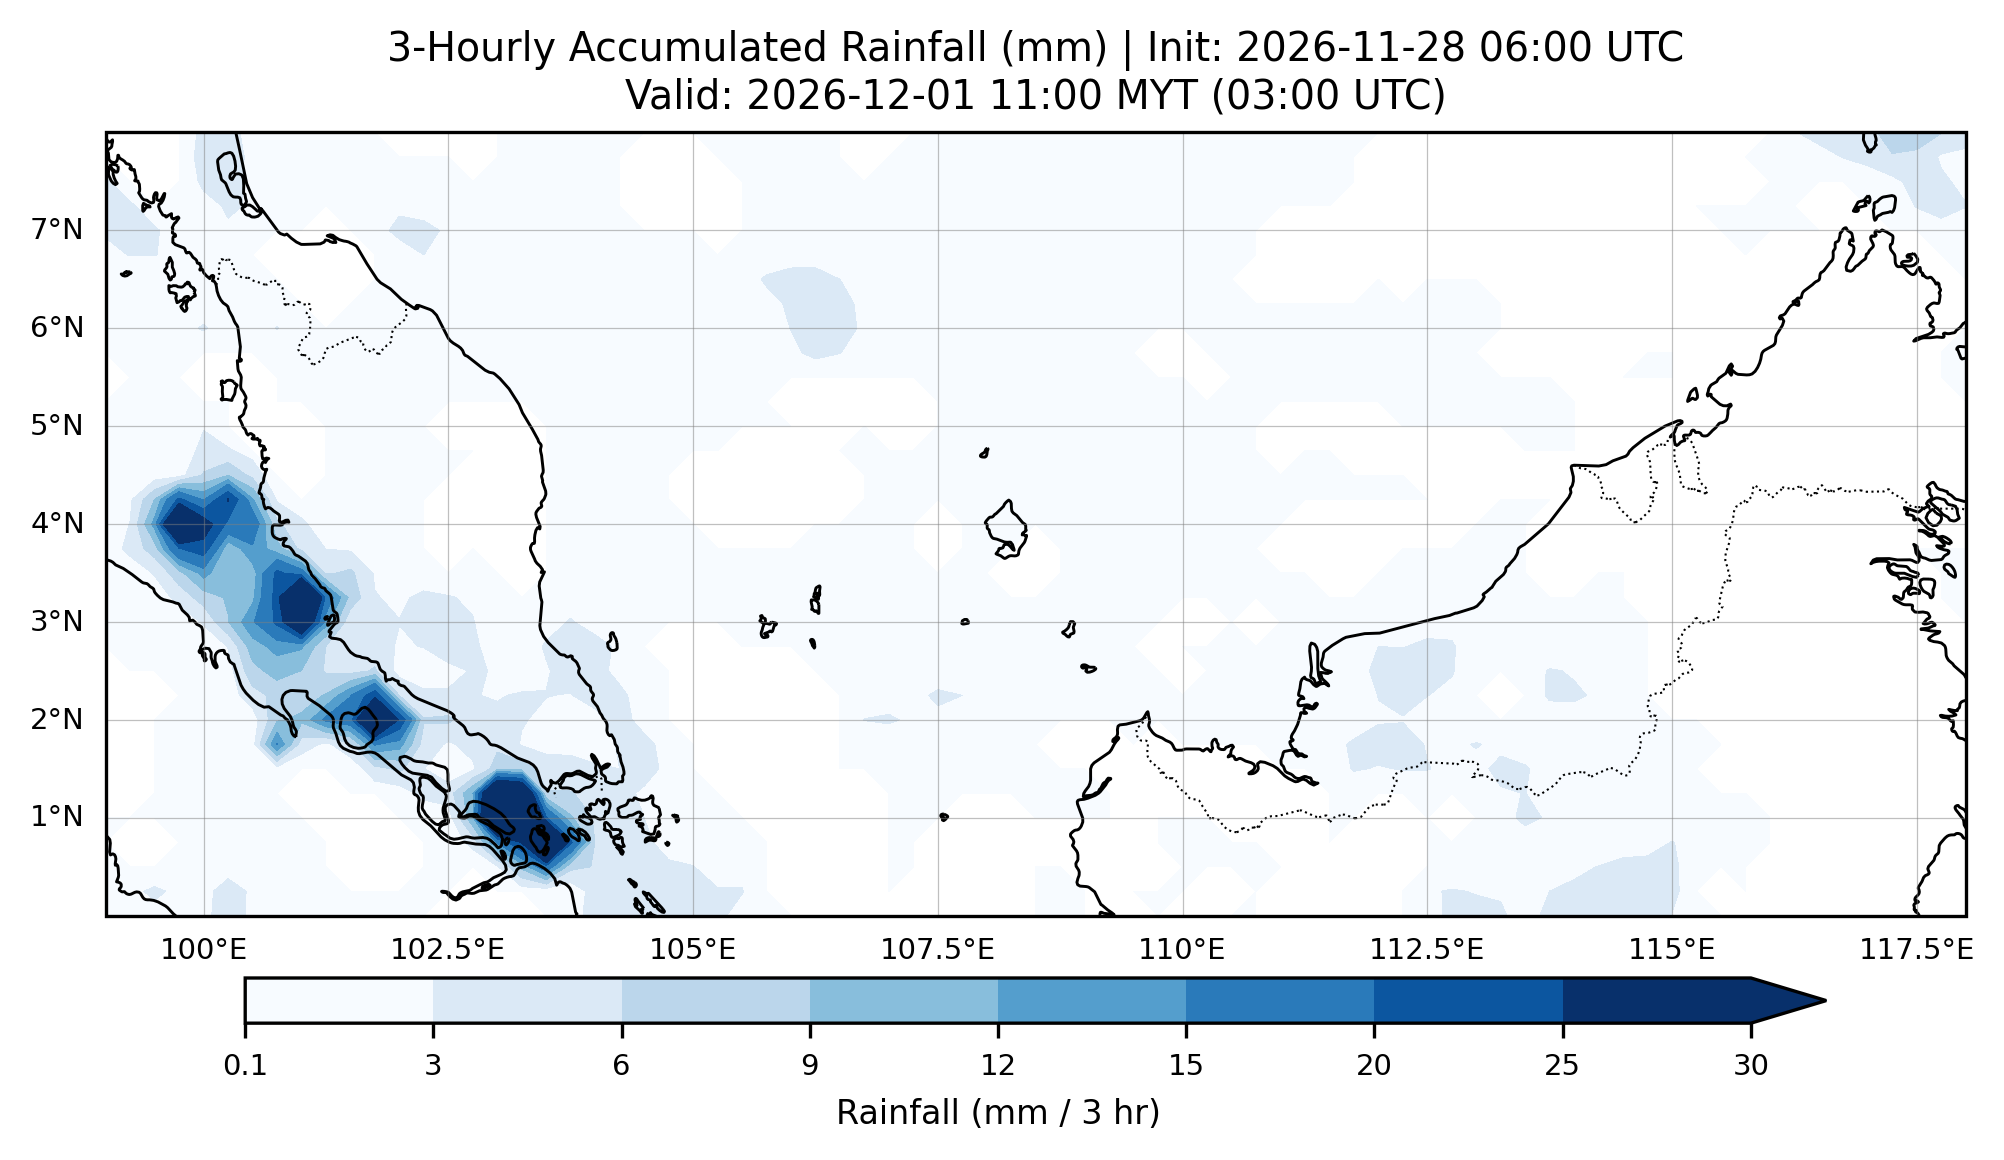 3-Hourly Accumulated Rainfall (mm) | Init: 2026-11-28 06:00 UTC
Valid: 2026-12-01 11:00 MYT (03:00 UTC)
7°N
6°N
5°N
4°N
3°N
2°N
1°N
100°E 102.5°E 105°E 107.5°E 110°E 112.5°E 115°E 117.5°E
0.1 3 6 9 12 15 20 25 30
Rainfall (mm / 3 hr)